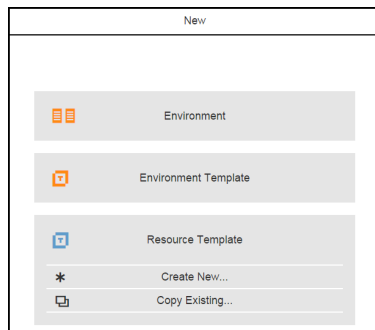 New
Environment
Environment Template
Resource Template
Create New...
Copy Existing...